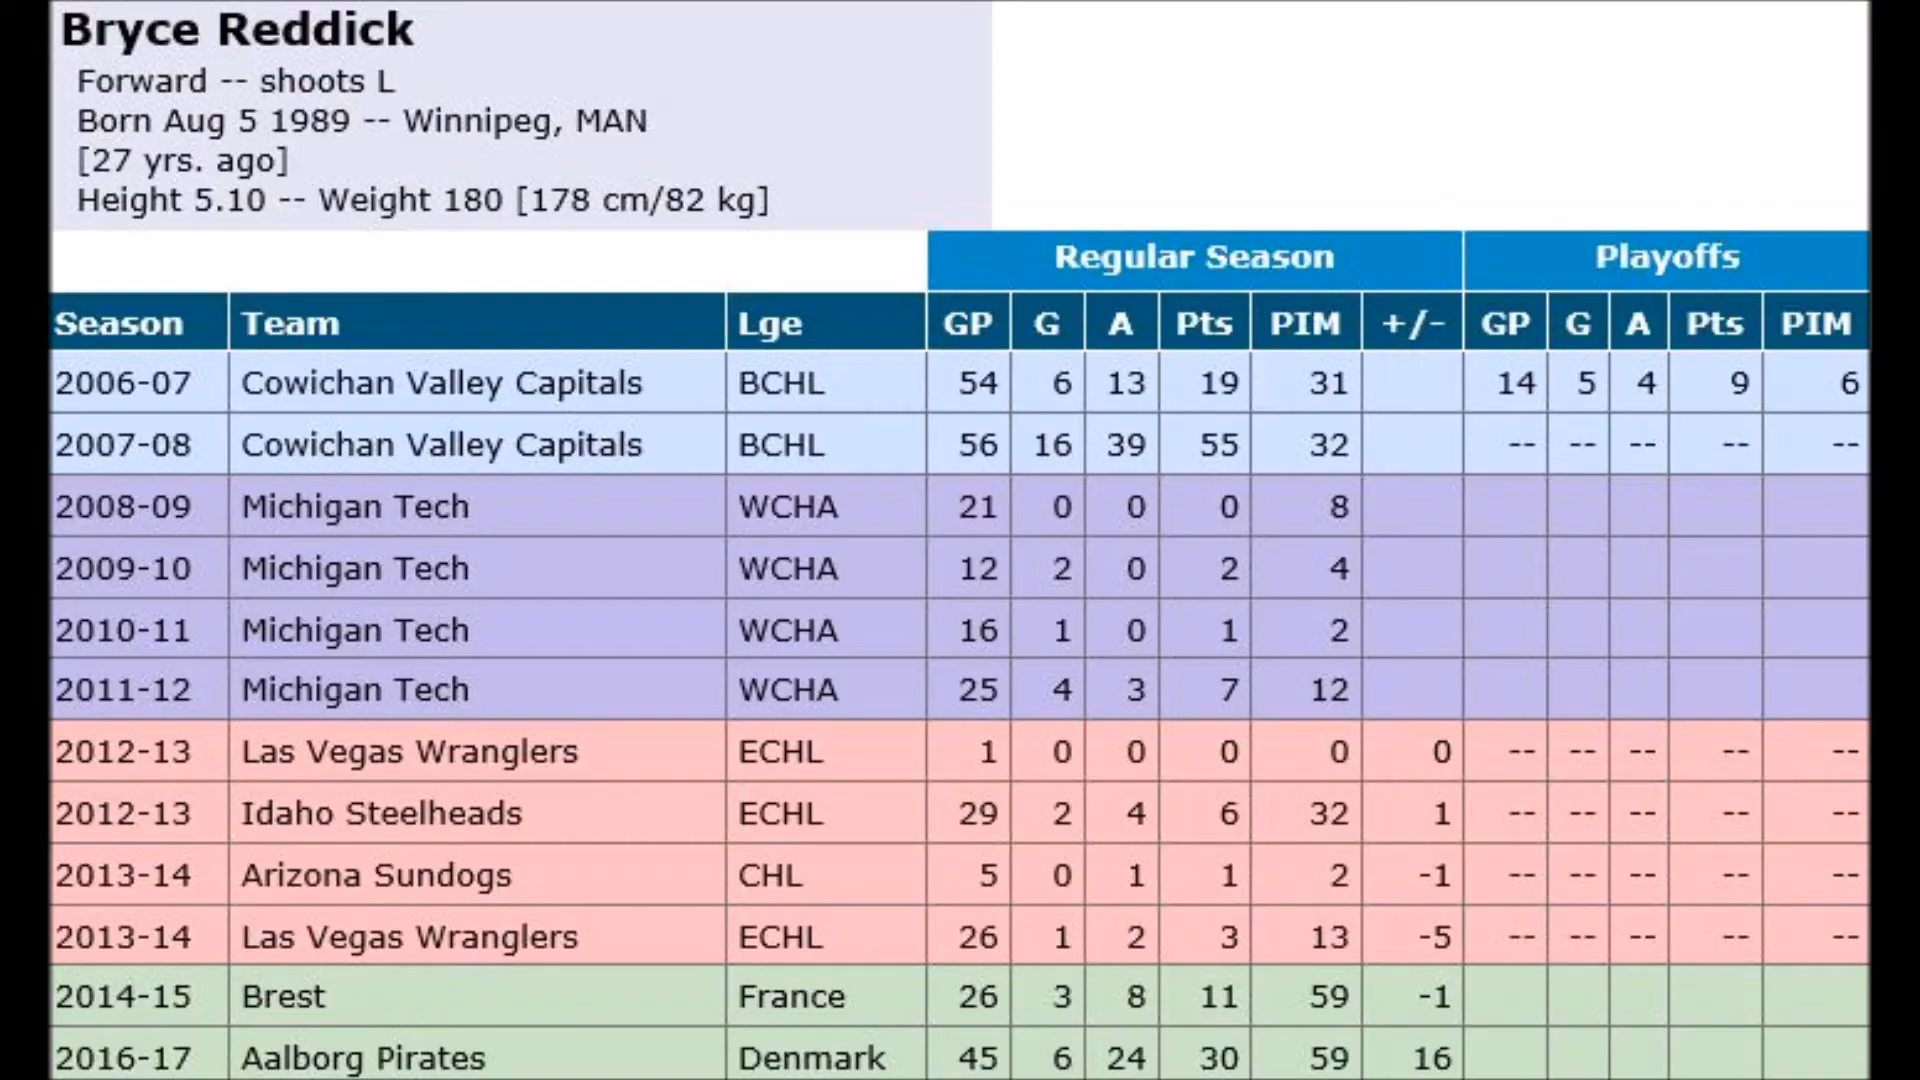 Bryce Reddick
Forward -- shoots L
Born Aug 5 1989 -- Winnipeg, MAN
[27 yrs. ago]
Height 5.10 -- Weight 180 [178 cm/82 kg]
Regular Season Playoffs
Season Team Lge GP G A Pts PIM +/- GP G A Pts PIM
2006-07 Cowichan Valley Capitals BCHL 54 6 13 19 31 14 5 4 9 6
2007-08 Cowichan Valley Capitals BCHL 56 16 39 55 32 -- -- -- -- --
2008-09 Michigan Tech WCHA 21 0 0 0 8
2009-10 Michigan Tech WCHA 12 2 0 2 4
2010-11 Michigan Tech WCHA 16 1 0 1 2
2011-12 Michigan Tech WCHA 25 4 3 7 12
2012-13 Las Vegas Wranglers ECHL 1 0 0 0 0 0 -- -- -- -- --
2012-13 Idaho Steelheads ECHL 29 2 4 6 32 1 -- -- -- -- --
2013-14 Arizona Sundogs CHL 5 0 1 1 2 -1 -- -- -- -- --
2013-14 Las Vegas Wranglers ECHL 26 1 2 3 13 -5 -- -- -- -- --
2014-15 Brest France 26 3 8 11 59 -1
2016-17 Aalborg Pirates Denmark 45 6 24 30 59 16